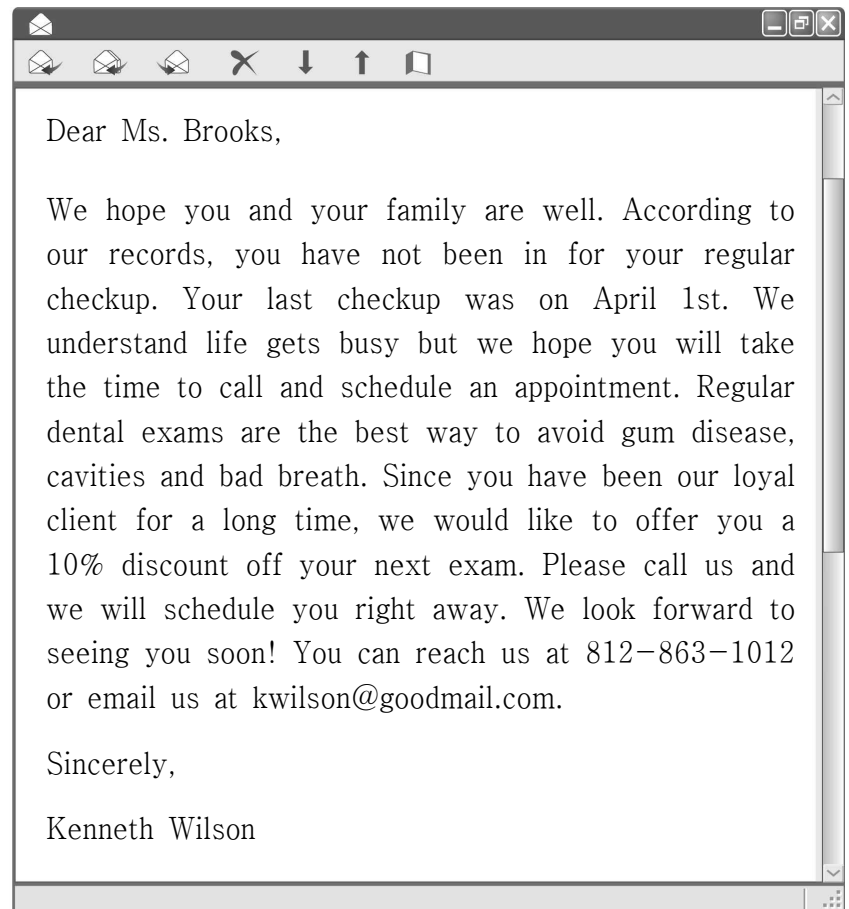 Dear Ms. Brooks,
We hope you and your family are well. According to
our records, you have not been in for your regular
checkup. Your last checkup was on April 1st. We
understand life gets busy but we hope you will take
the time to call and schedule an appointment. Regular
dental exams are the best way to avoid gum disease,
cavities and bad breath. Since you have been our loyal
client for a long time, we would like to offer you a
10% discount off your next exam. Please call us and
we will schedule you right away. We look forward to
seeing you soon! You can reach us at 812-863-1012
or email us at kwilson@goodmail.com.
Sincerely,
Kenneth Wilson